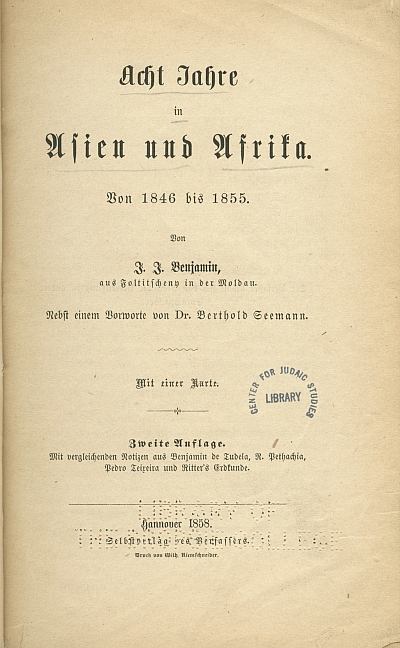 Acht Jahre
in
Asien und Afrika.
Von 1846 bis 1855.
Von
J. J. Benjamin,
aus Foltitscheny in der Moldau.
Nebst einem Vorworte von Dr. Berthold Seemann.
Mit einer Karte.
CENTER FOR JUDAIC STUDIES
LIBRARY
Zweite Auflage.
Mit vergleichenden Notizen aus Benjamin de Tudela, R. Pethachia,
Pedro Teixeira und Ritter's Erdkunde.
Hannover 1858.
Selbstverlag des Verfassers.
Druck von Wilh. Riemschneider.